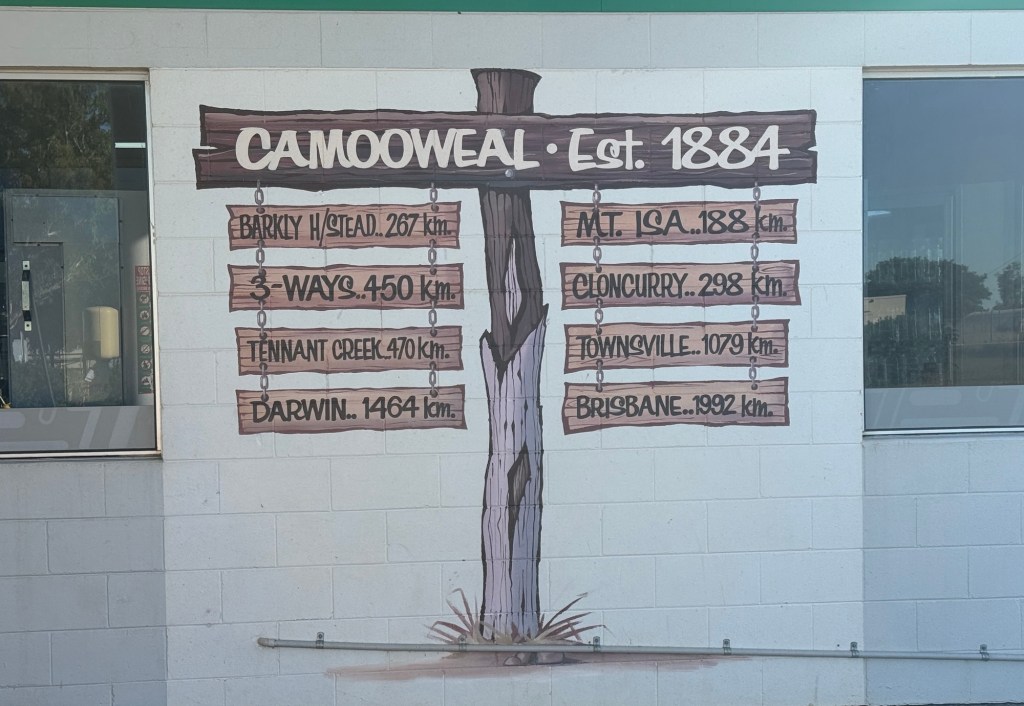 CAMOOWEAL · Est. 1884
BARKLY H/STEAD..267 km.
3-WAYS..450 km.
TENNANT CREEK..470 km.
DARWIN..1464 km.
MT. ISA..188 km.
CLONCURRY..298 km.
TOWNSVILLE..1079 km.
BRISBANE..1992 km.